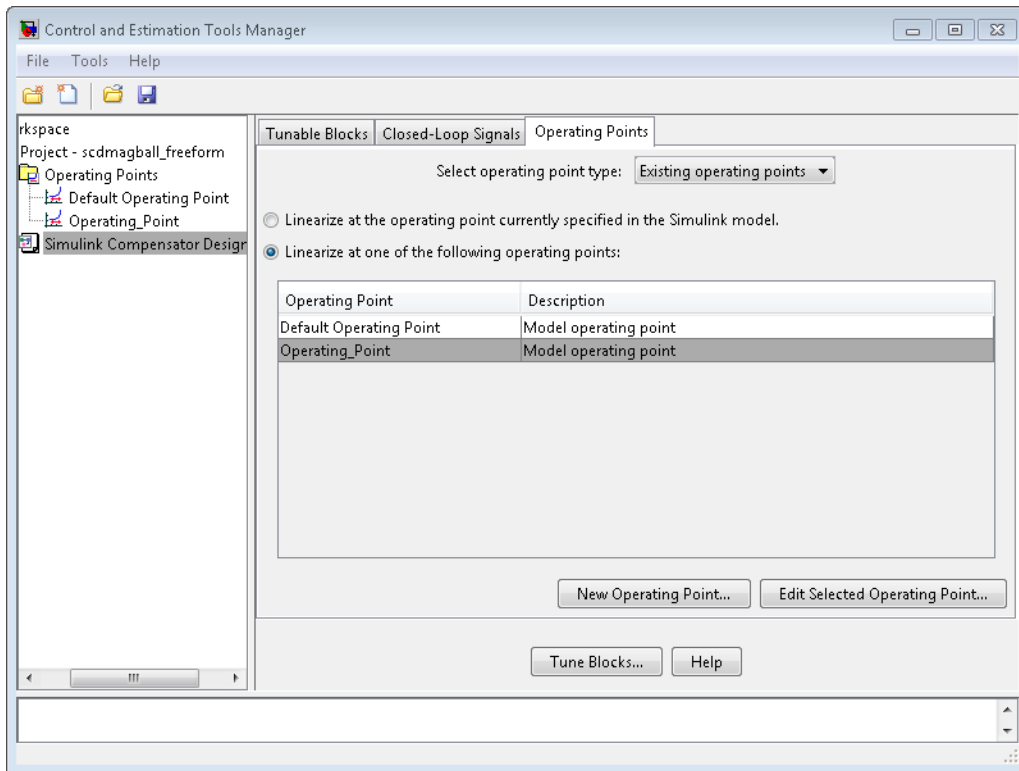 Control and Estimation Tools Manager
File Tools Help
rkspace
Project - scdmagball_freeform
Operating Points
Default Operating Point
Operating_Point
Simulink Compensator Desigr
Tunable Blocks Closed-Loop Signals Operating Points
Select operating point type: Existing operating points
Linearize at the operating point currently specified in the Simulink model.
Linearize at one of the following operating points:
Operating Point Description
Default Operating Point Model operating point
Operating_Point Model operating point
New Operating Point... Edit Selected Operating Point...
Tune Blocks... Help